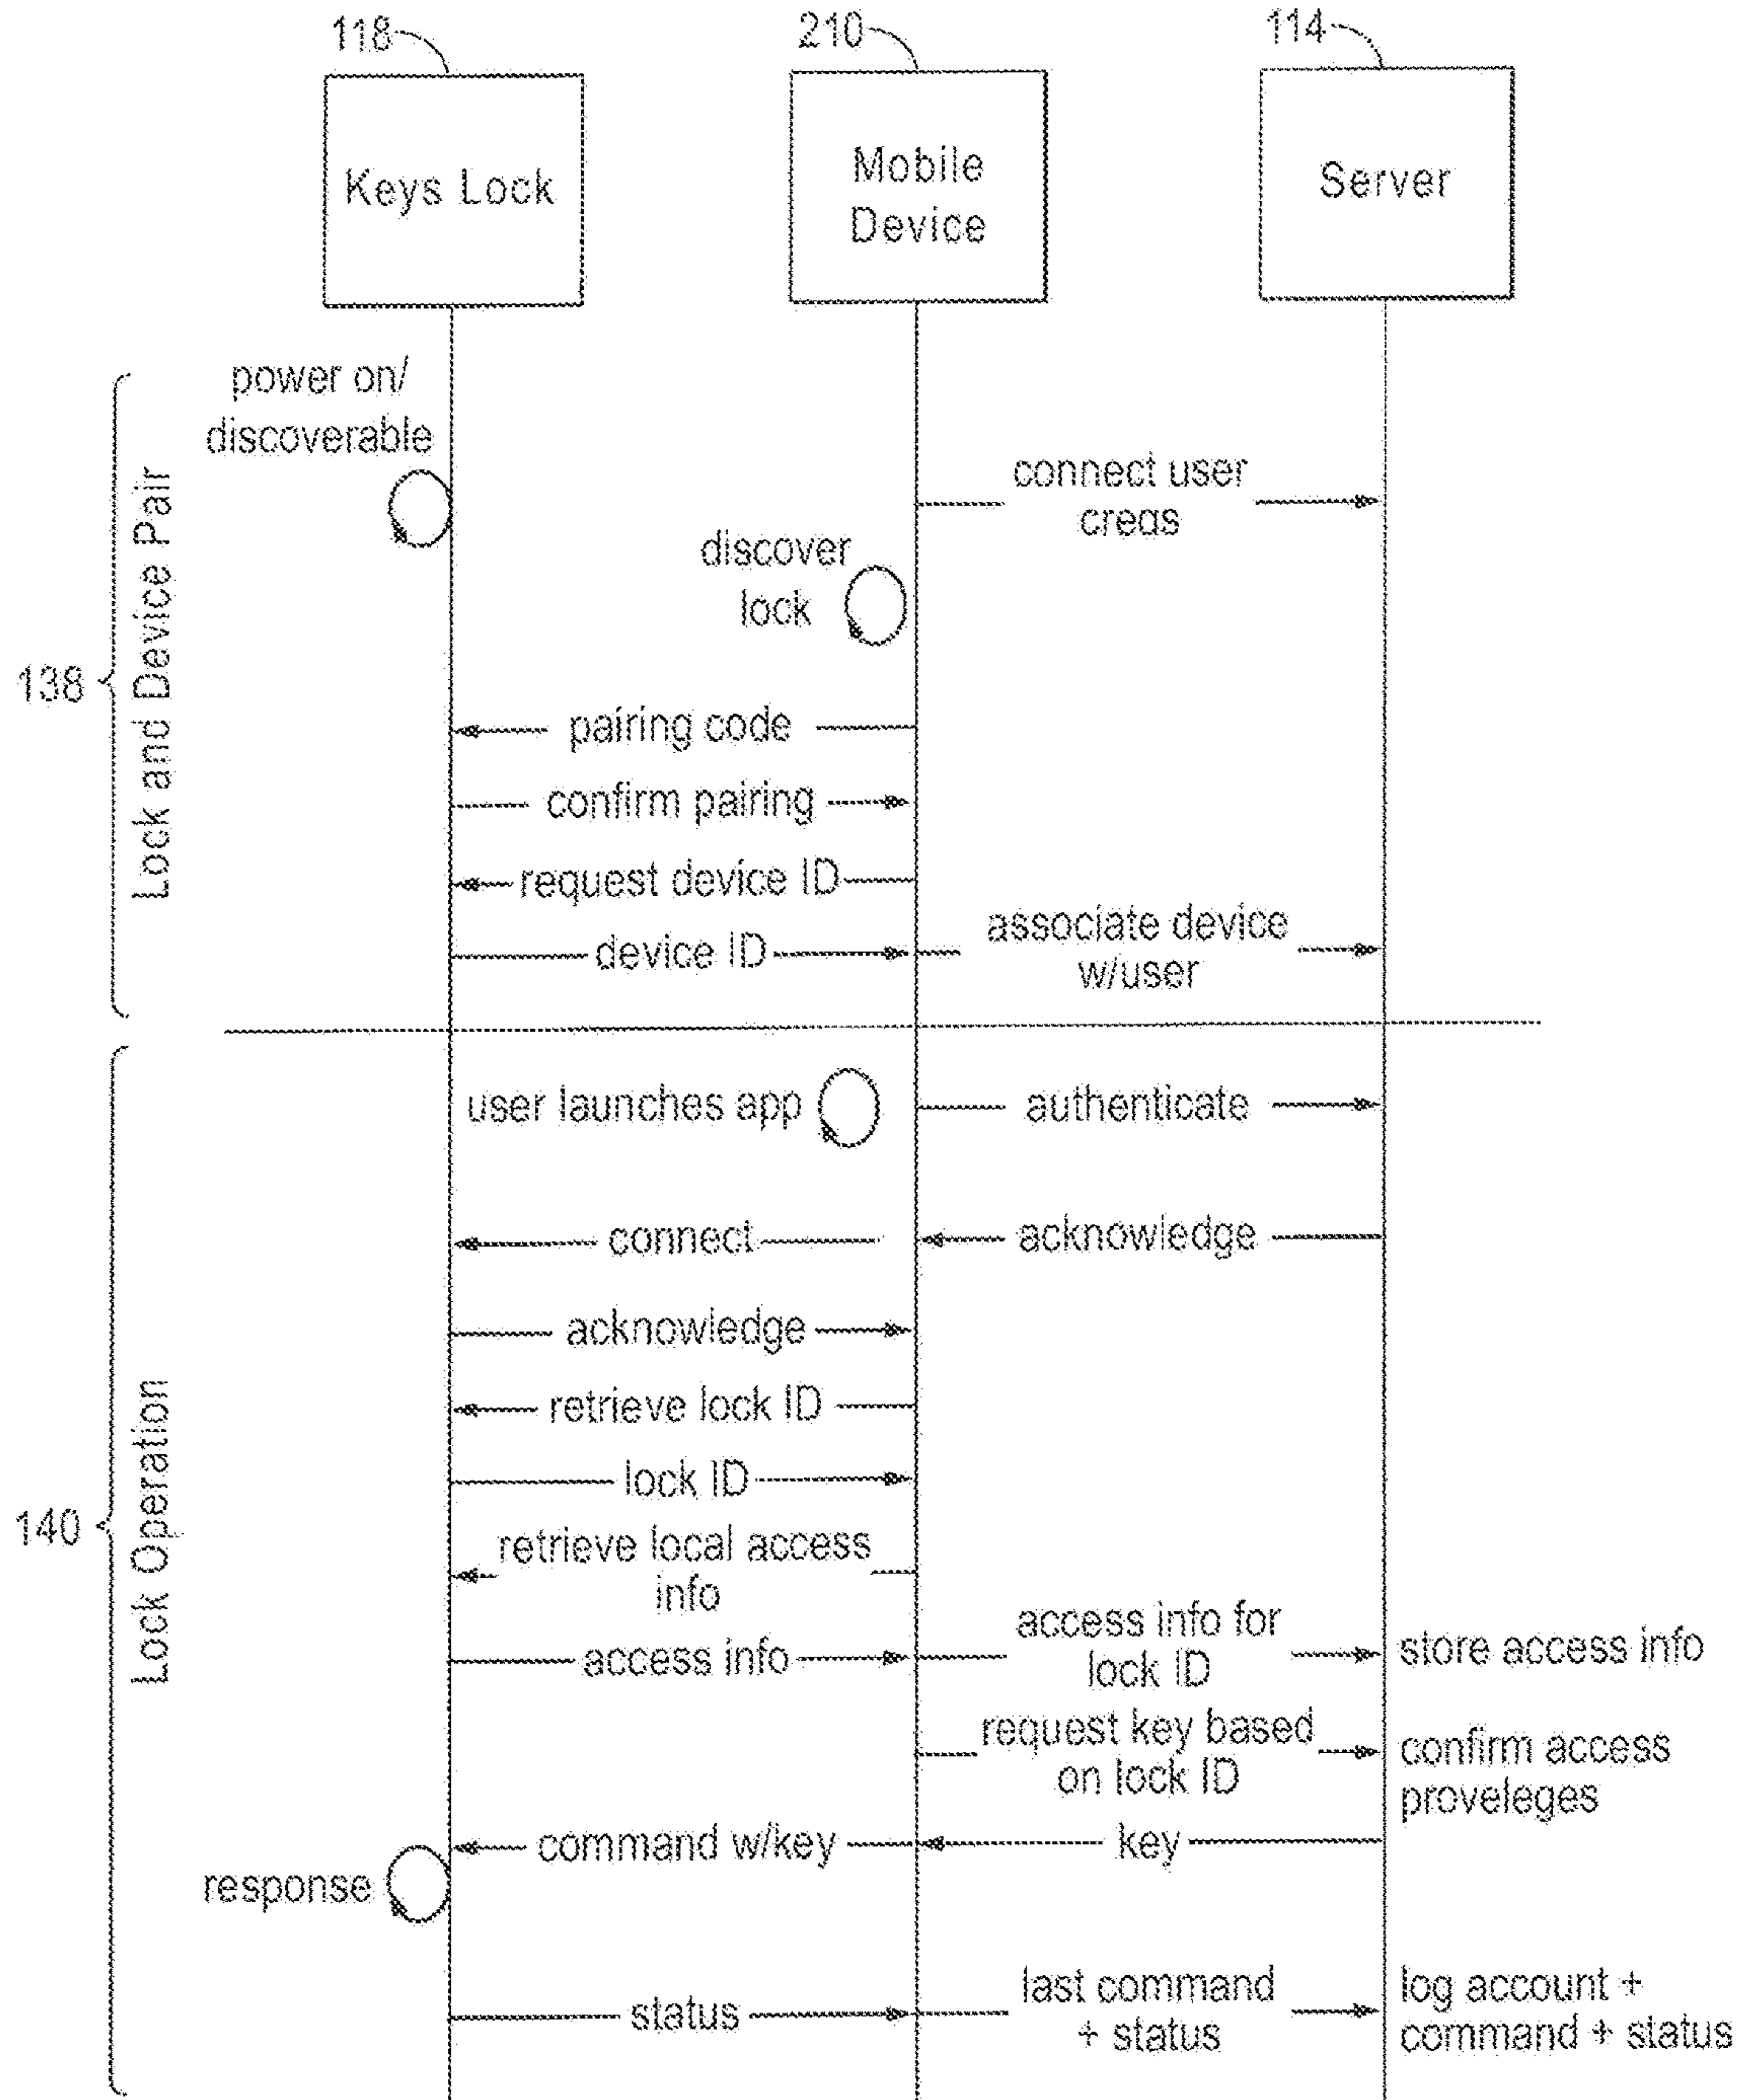 118
210
114
Keys Lock
Mobile
Device
Server
138
Lock and Device Pair
power on/
discoverable
connect user
creds
discover
lock
pairing code
confirm pairing
request device ID
device ID
associate device
w/user
140
Lock Operation
user launches app
authenticate
connect
acknowledge
acknowledge
retrieve lock ID
lock ID
retrieve local access
info
access info
access info for
lock ID
store access info
request key based
on lock ID
confirm access
proveleges
command w/key
key
response
status
last command
+ status
log account +
command + status